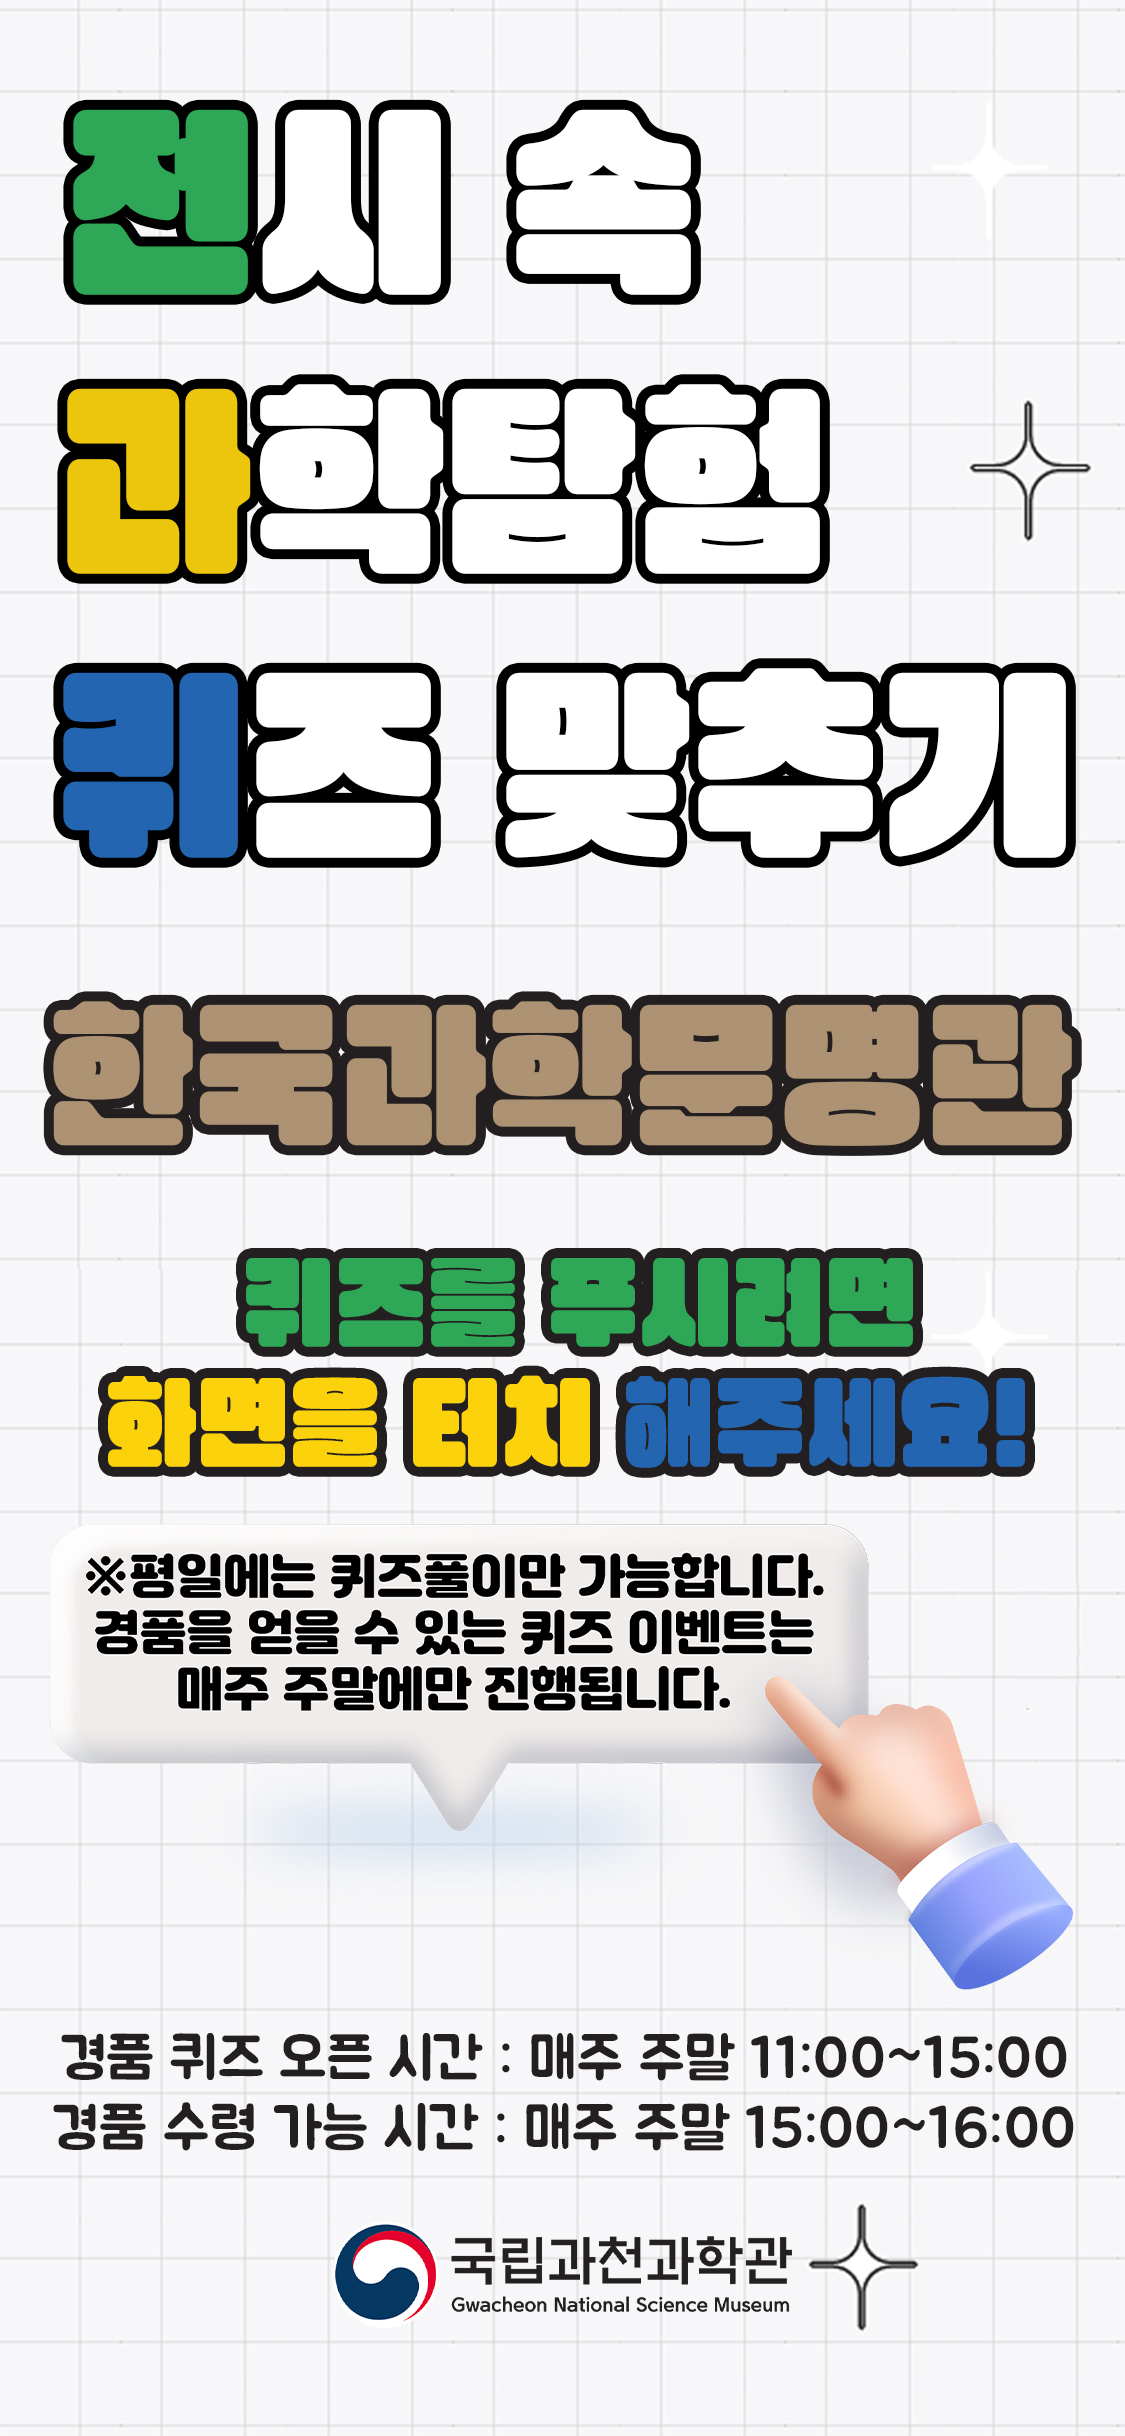 전시 속
과학탐험
퀴즈 맞추기
한국과학문명관
퀴즈를 푸시려면
화면을 터치 해주세요!
※평일에는 퀴즈풀이만 가능합니다.
경품을 얻을 수 있는 퀴즈 이벤트는
매주 주말에만 진행됩니다.
경품 퀴즈 오픈 시간 : 매주 주말 11:00~15:00
경품 수령 가능 시간 : 매주 주말 15:00~16:00
국립과천과학관
Gwacheon National Science Museum